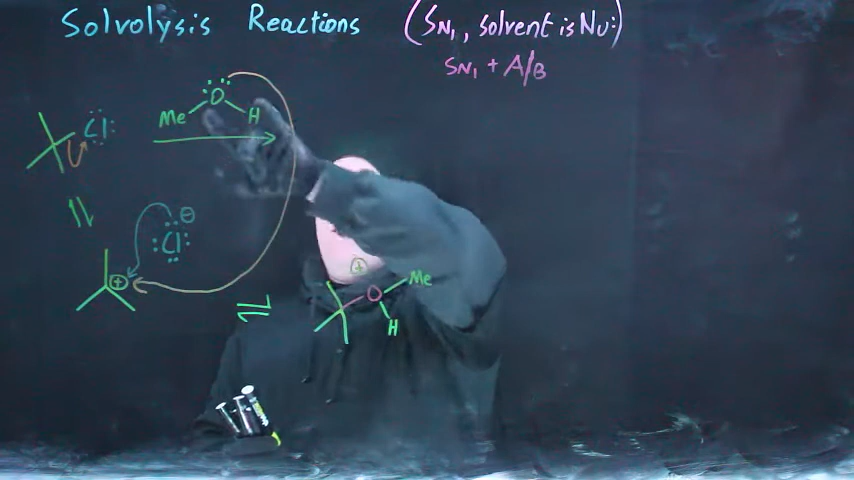 Solvolysis Reactions (SN1, solvent is Nu:)
SN1 + A/B
Cl
Me O H
Cl ⊖
⊕
⊕
O Me
H